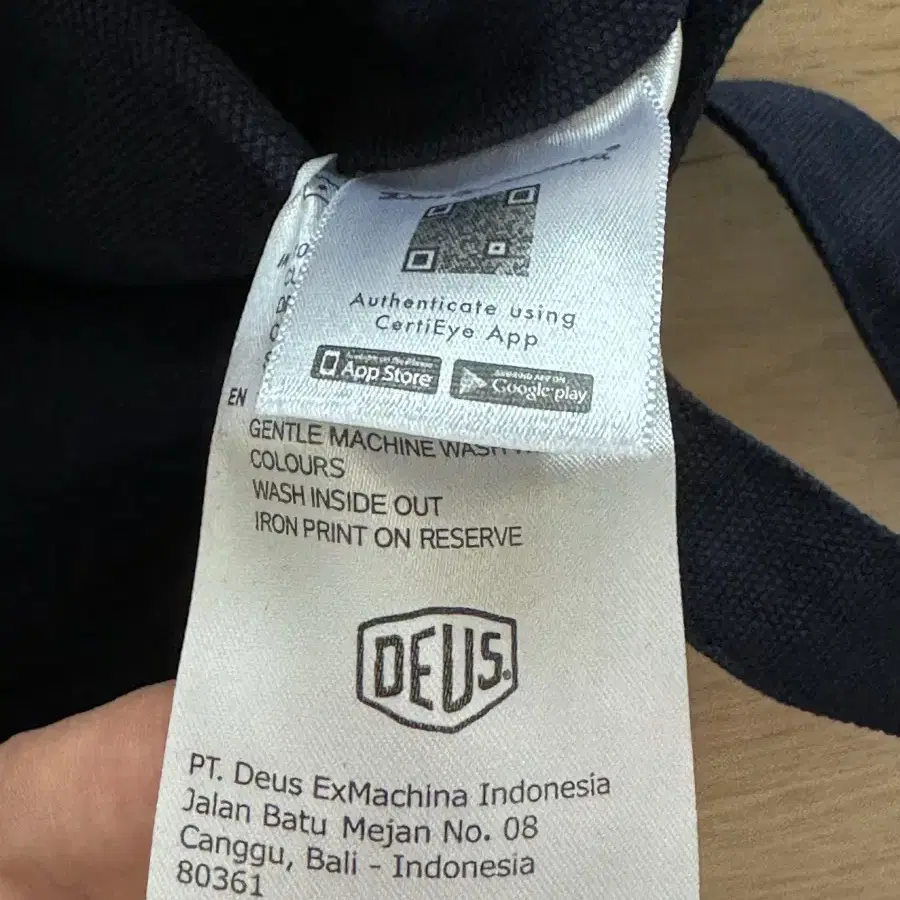 Authenticate using
CertiEye App
App Store
Google play
EN
GENTLE MACHINE WASH
COLOURS
WASH INSIDE OUT
IRON PRINT ON RESERVE
DEUS.
PT. Deus ExMachina Indonesia
Jalan Batu Mejan No. 08
Canggu, Bali - Indonesia
80361